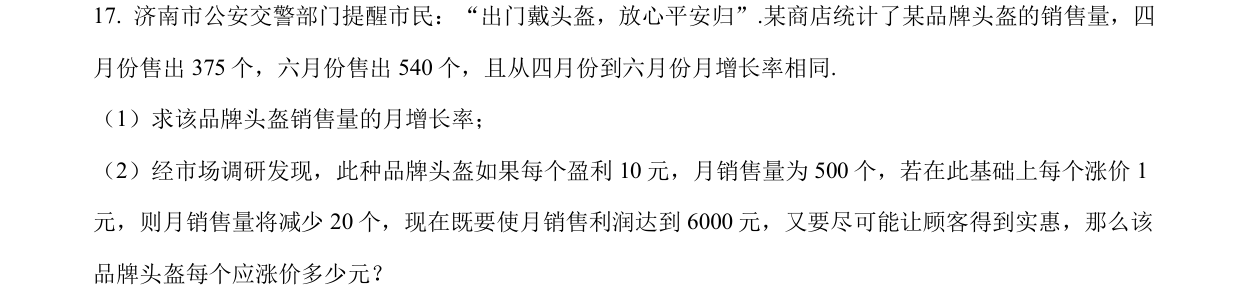 17. 济南市公安交警部门提醒市民：“出门戴头盔，放心平安归”.某商店统计了某品牌头盔的销售量，四
月份售出 375 个，六月份售出 540 个，且从四月份到六月份月增长率相同.
（1）求该品牌头盔销售量的月增长率；
（2）经市场调研发现，此种品牌头盔如果每个盈利 10 元，月销售量为 500 个，若在此基础上每个涨价 1
元，则月销售量将减少 20 个，现在既要使月销售利润达到 6000 元，又要尽可能让顾客得到实惠，那么该
品牌头盔每个应涨价多少元？